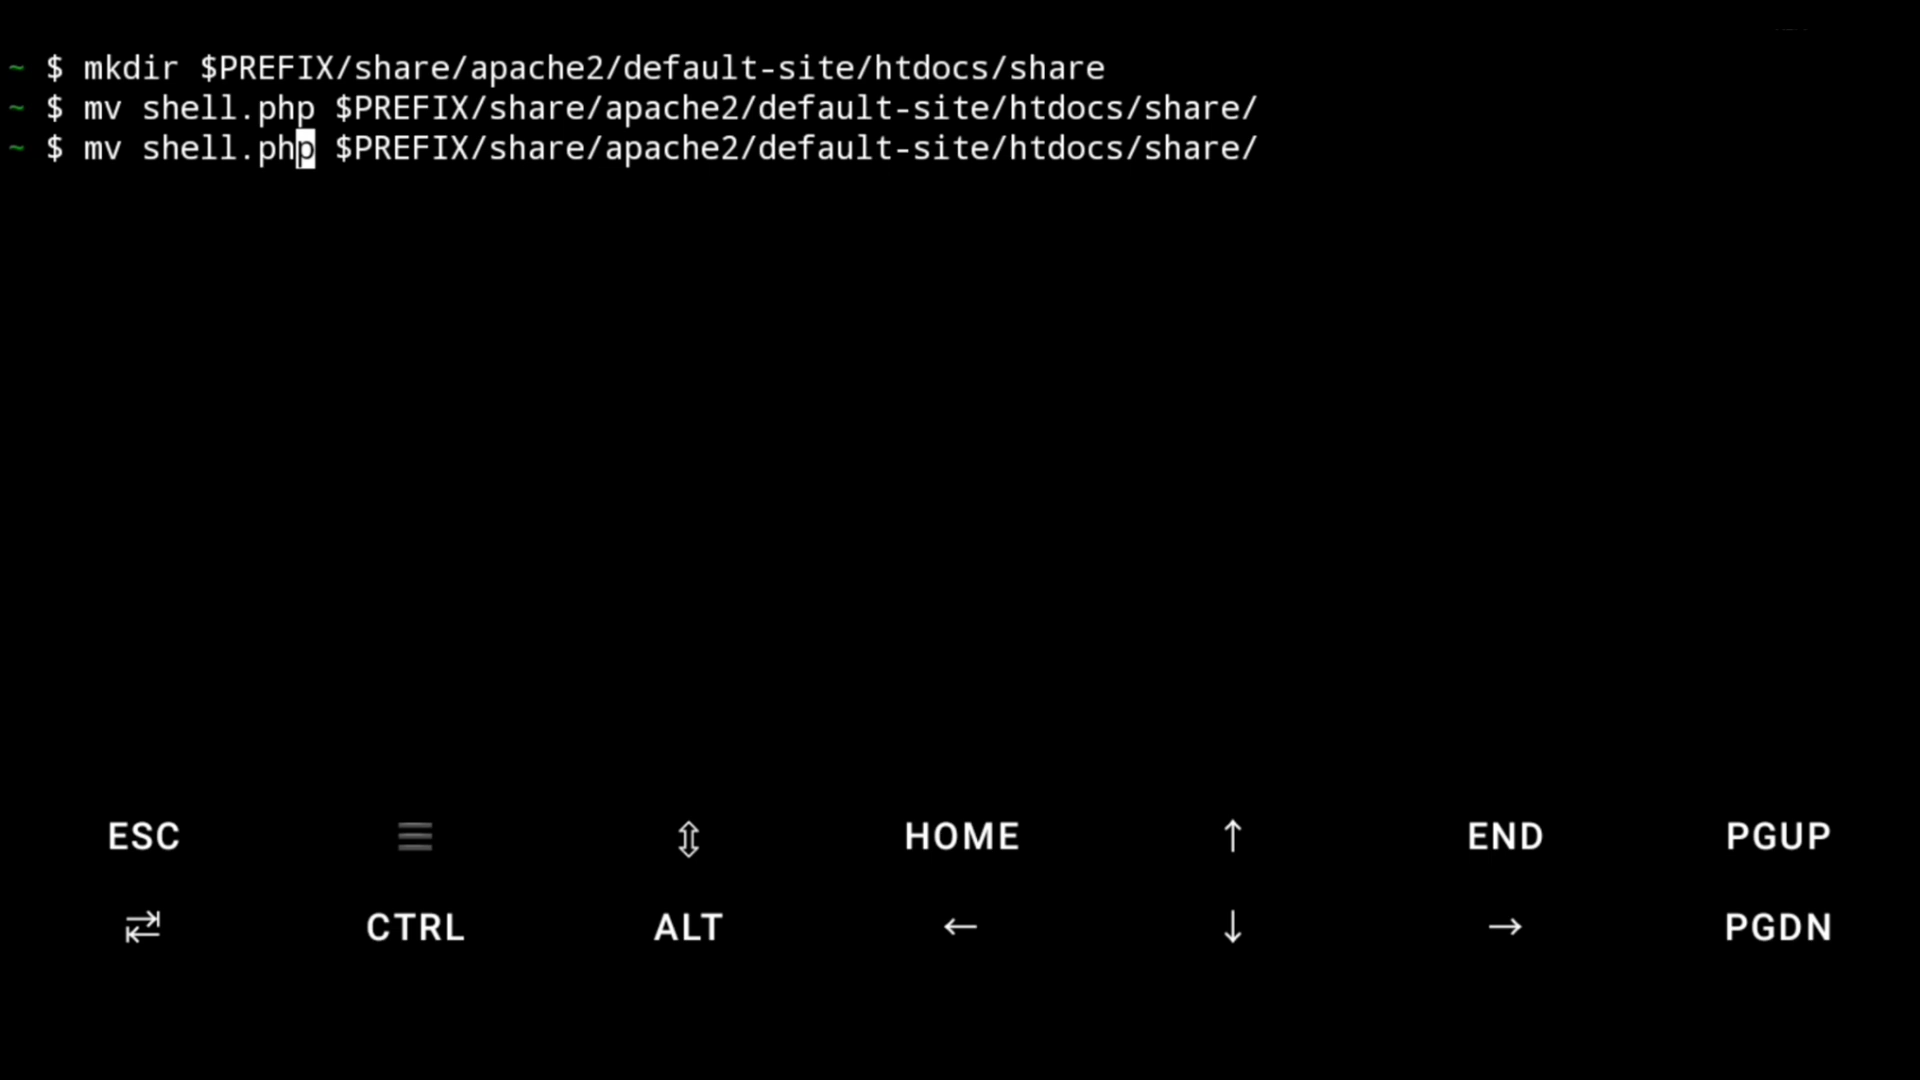 ~ $ mkdir $PREFIX/share/apache2/default-site/htdocs/share
~ $ mv shell.php $PREFIX/share/apache2/default-site/htdocs/share/
~ $ mv shell.php $PREFIX/share/apache2/default-site/htdocs/share/
ESC ☰ ⇕ HOME ↑ END PGUP
⇄ CTRL ALT ← ↓ → PGDN